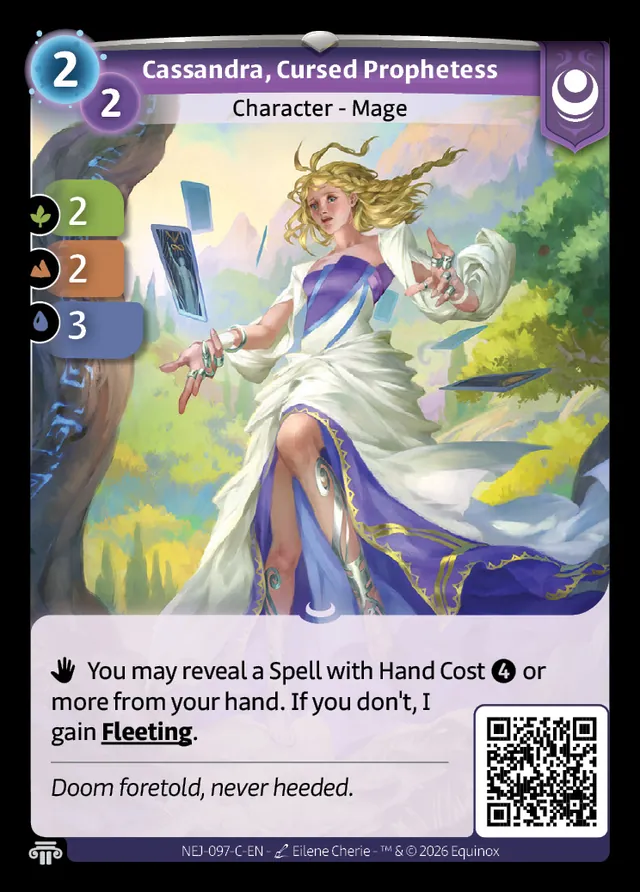 2
Cassandra, Cursed Prophetess
2
Character - Mage
2
2
3
You may reveal a Spell with Hand Cost 4 or
more from your hand. If you don't, I
gain Fleeting.
Doom foretold, never heeded.
NEJ-097-C-EN - Eilene Cherie - ™ & © 2026 Equinox